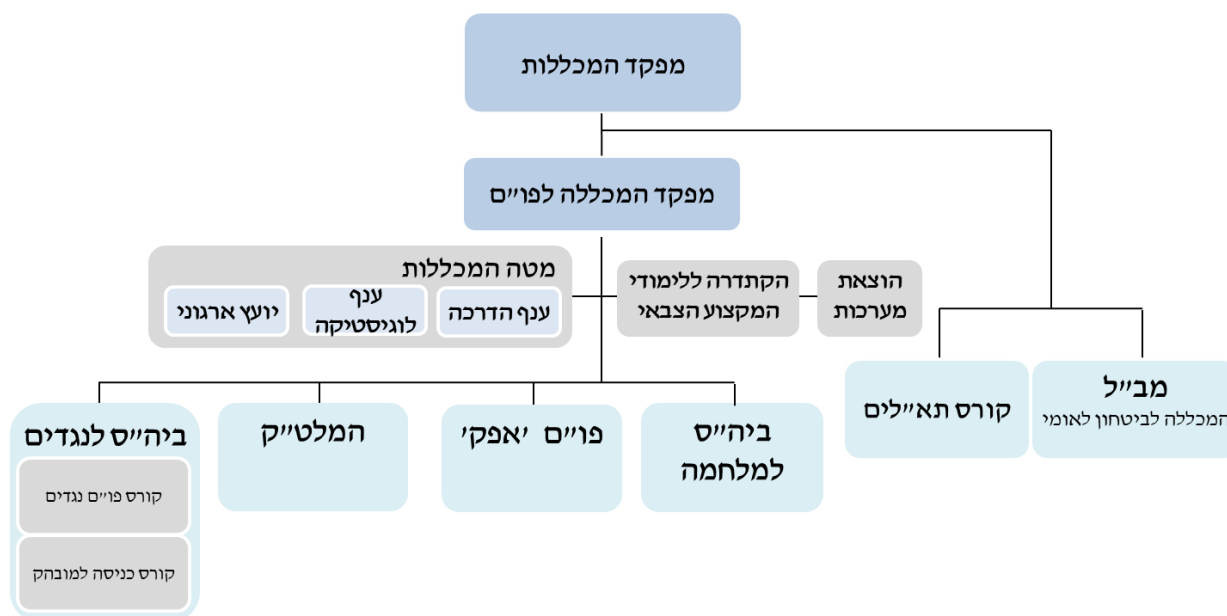 מפקד המכללות
מפקד המכללה לפו״ם
מטה המכללות
ענף הדרכה
ענף
לוגיסטיקה
יועץ ארגוני
הקתדרה ללימודי
המקצוע הצבאי
הוצאת
מערכות
מב״ל
המכללה לביטחון לאומי
קורס תא״לים
ביה״ס
למלחמה
פו״ם ׳אפק׳
המלט״ק
ביה״ס לנגדים
קורס פו״ם נגדים
קורס כניסה למובהק